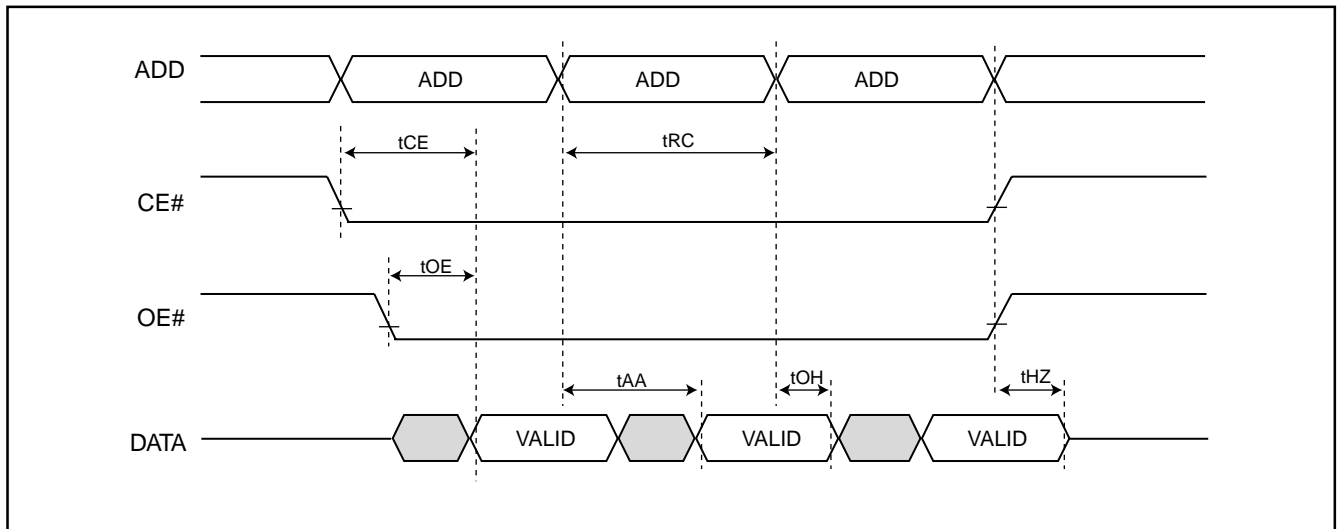 ADD ADD ADD ADD
tCE tRC
CE#
tOE
OE#
tAA tOH tHZ
DATA VALID VALID VALID